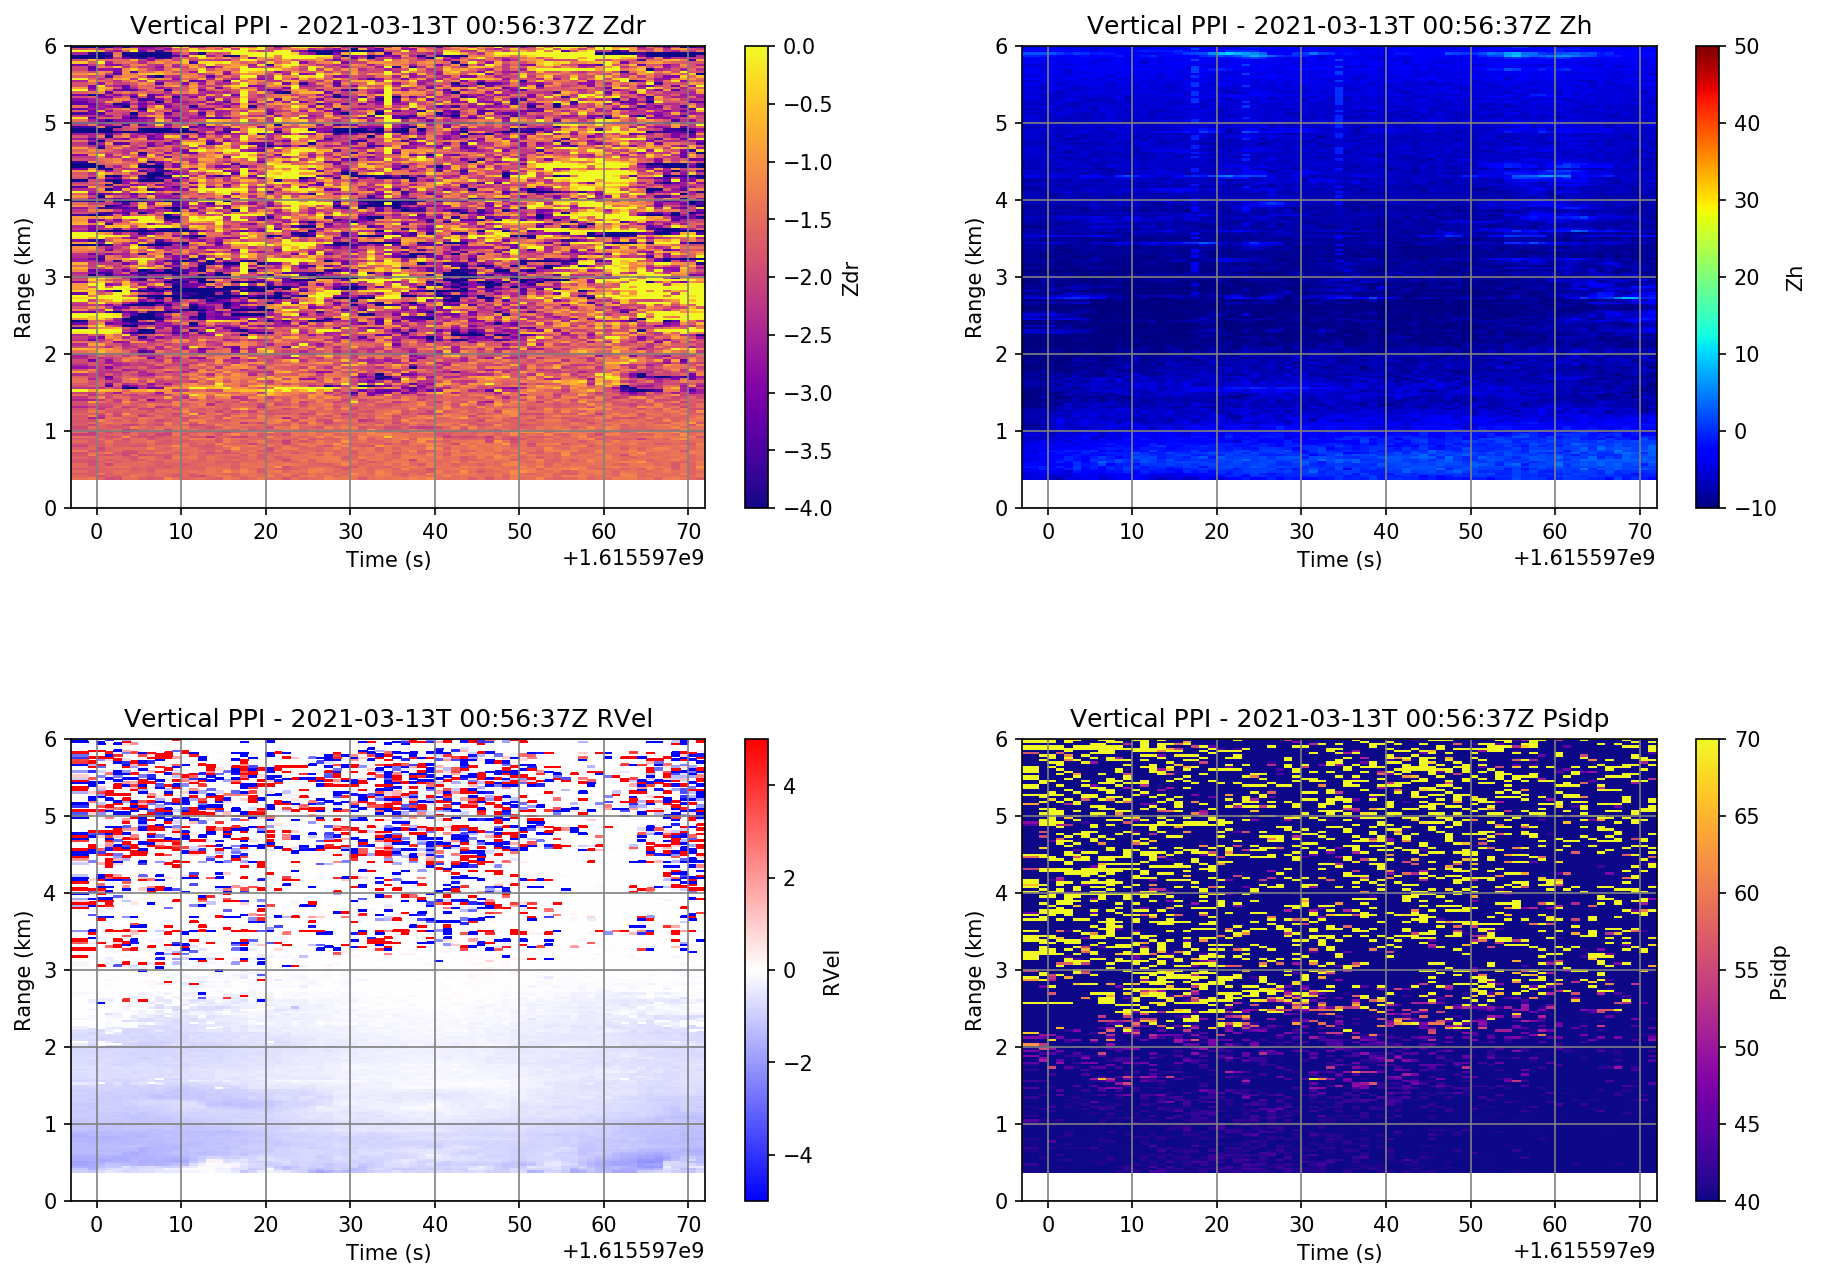 Vertical PPI - 2021-03-13T 00:56:37Z Zdr
6
5
4
3
2
1
0
Range (km)
0 10 20 30 40 50 60 70
Time (s)
+1.615597e9
0.0
−0.5
−1.0
−1.5
−2.0
−2.5
−3.0
−3.5
−4.0
Zdr
Vertical PPI - 2021-03-13T 00:56:37Z Zh
6
5
4
3
2
1
0
Range (km)
0 10 20 30 40 50 60 70
Time (s)
+1.615597e9
50
40
30
20
10
0
−10
Zh
Vertical PPI - 2021-03-13T 00:56:37Z RVel
6
5
4
3
2
1
0
Range (km)
0 10 20 30 40 50 60 70
Time (s)
+1.615597e9
4
2
0
−2
−4
RVel
Vertical PPI - 2021-03-13T 00:56:37Z Psidp
6
5
4
3
2
1
0
Range (km)
0 10 20 30 40 50 60 70
Time (s)
+1.615597e9
70
65
60
55
50
45
40
Psidp